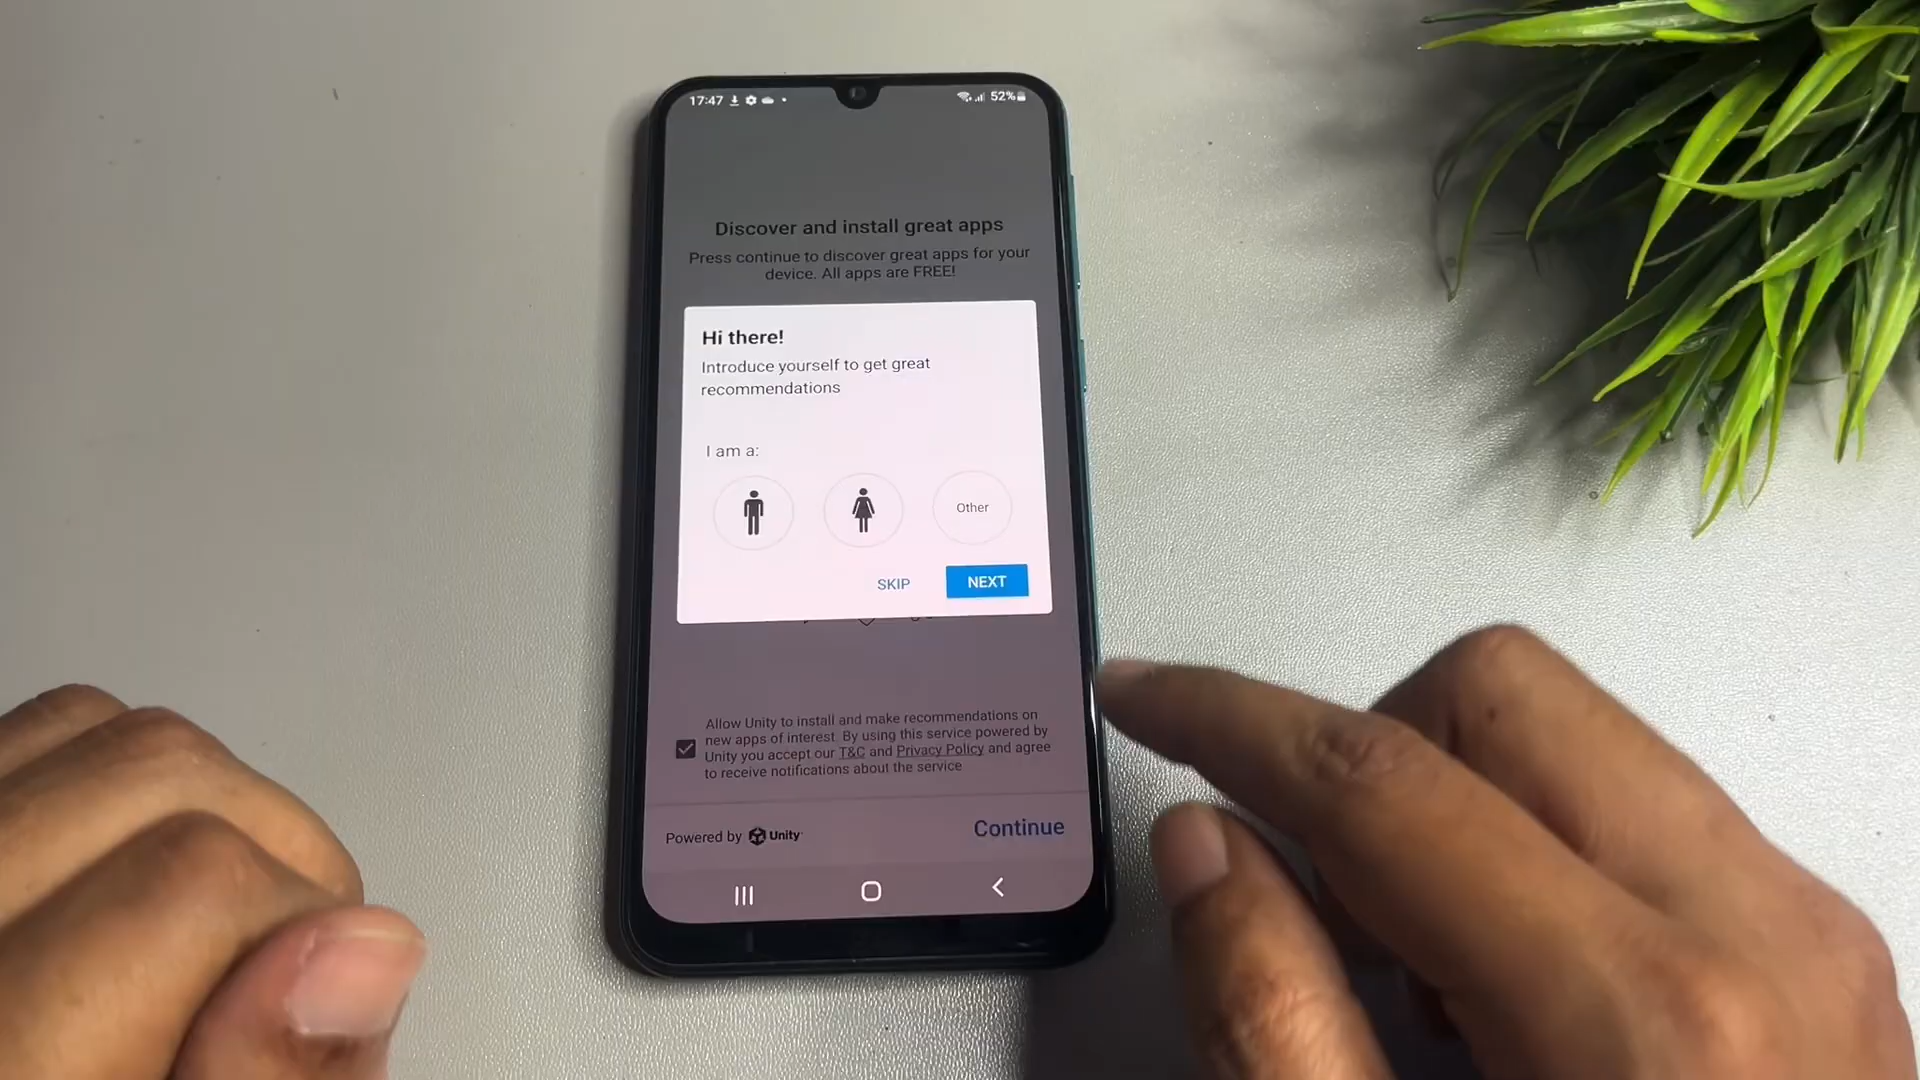 17:47
52%
Discover and install great apps
Press continue to discover great apps for your
device. All apps are FREE!
Hi there!
Introduce yourself to get great
recommendations
I am a:
Other
SKIP
NEXT
Allow Unity to install and make recommendations on
new apps of interest. By using this service powered by
Unity you accept our T&C and Privacy Policy and agree
to receive notifications about the service
Powered by Unity
Continue